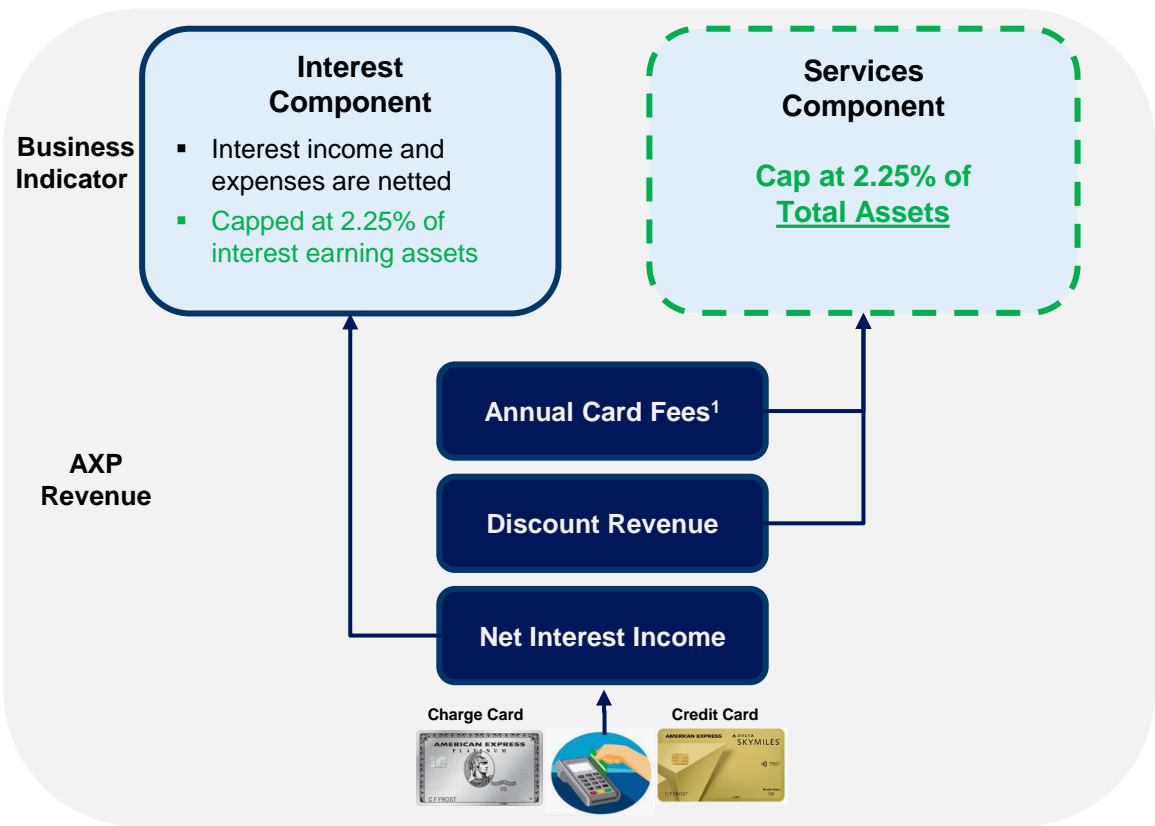 Interest
Component
▪ Interest income and
expenses are netted
▪ Capped at 2.25% of
interest earning assets
Services
Component
Cap at 2.25% of
Total Assets
Business
Indicator
Annual Card Fees¹
Discount Revenue
Net Interest Income
AXP
Revenue
Charge Card
Credit Card
AMERICAN EXPRESS
PLATINUM
C F FROST
AMERICAN EXPRESS
DELTA
SKYMILES
C F FROST